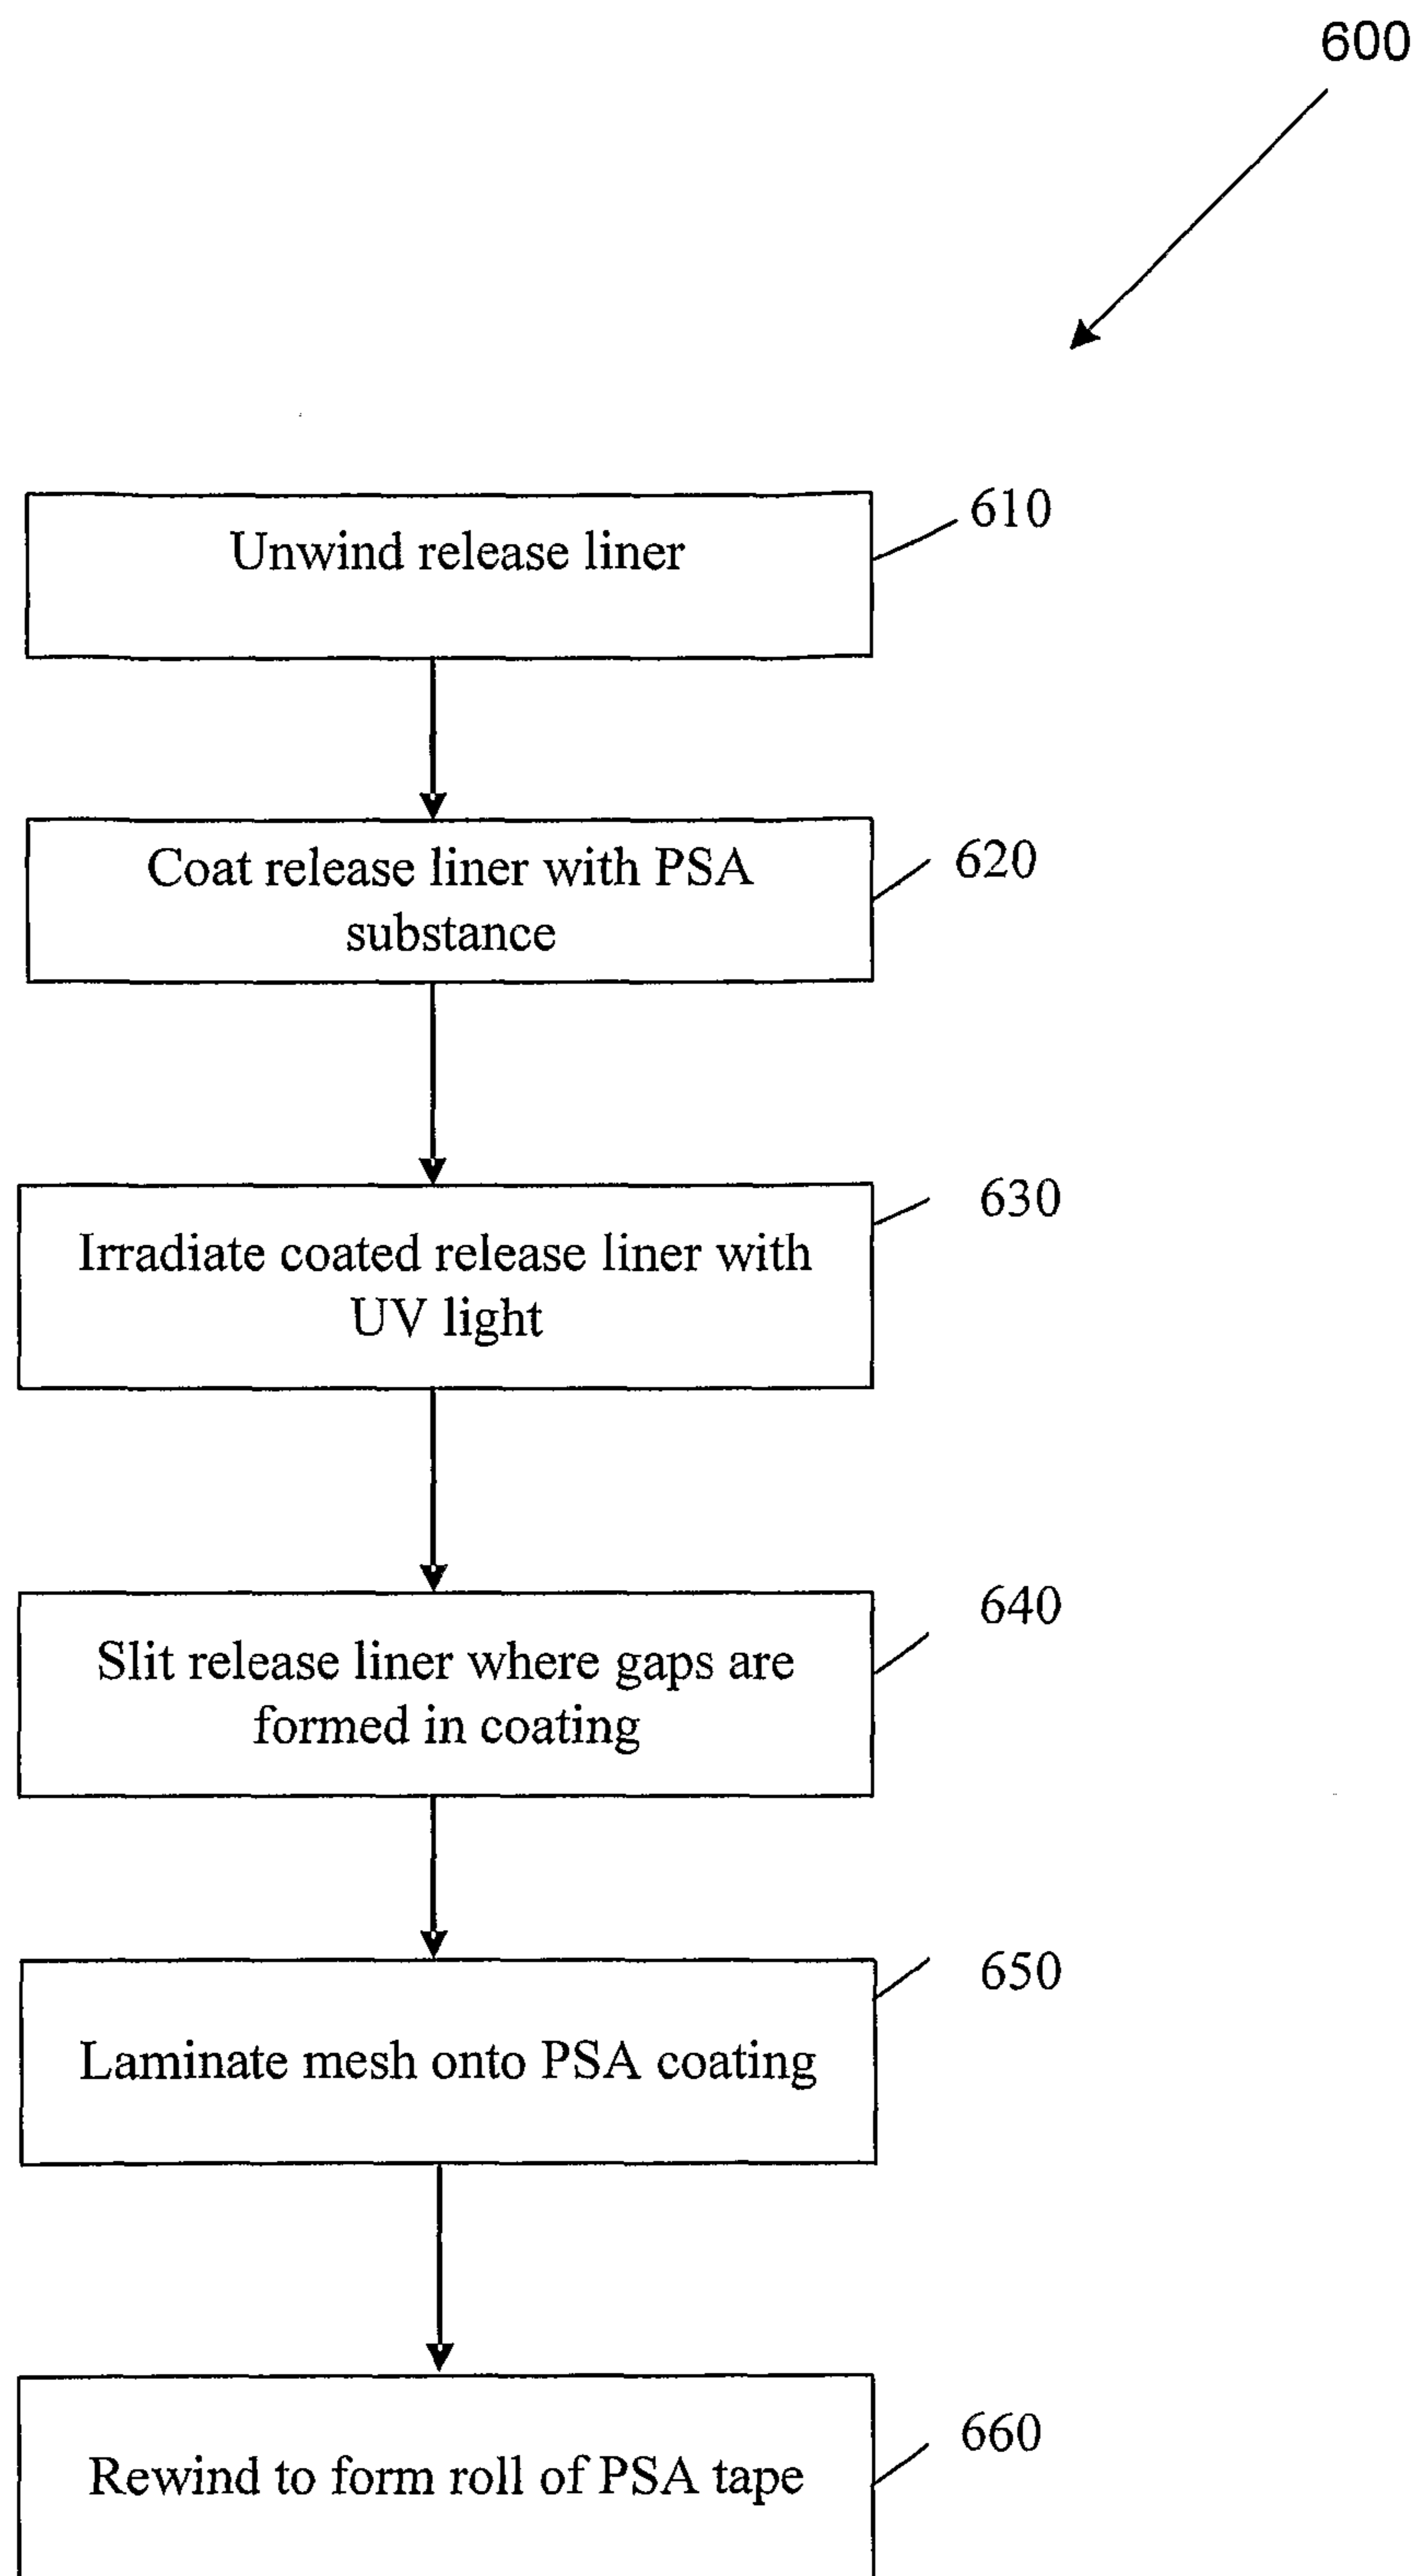 600
Unwind release liner
610
Coat release liner with PSA
substance
620
Irradiate coated release liner with
UV light
630
Slit release liner where gaps are
formed in coating
640
Laminate mesh onto PSA coating
650
Rewind to form roll of PSA tape
660